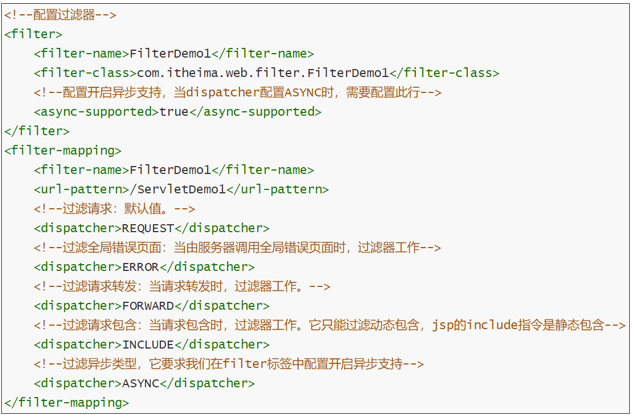 <!--配置过滤器-->
<filter>
    <filter-name>FilterDemo1</filter-name>
    <filter-class>com.itheima.web.filter.FilterDemo1</filter-class>
    <!--配置开启异步支持，当dispatcher配置ASYNC时，需要配置此行-->
    <async-supported>true</async-supported>
</filter>
<filter-mapping>
    <filter-name>FilterDemo1</filter-name>
    <url-pattern>/ServletDemo1</url-pattern>
    <!--过滤请求：默认值。-->
    <dispatcher>REQUEST</dispatcher>
    <!--过滤全局错误页面：当由服务器调用全局错误页面时，过滤器工作-->
    <dispatcher>ERROR</dispatcher>
    <!--过滤请求转发：当请求转发时，过滤器工作。-->
    <dispatcher>FORWARD</dispatcher>
    <!--过滤请求包含：当请求包含时，过滤器工作。它只能过滤动态包含，jsp的include指令是静态包含-->
    <dispatcher>INCLUDE</dispatcher>
    <!--过滤异步类型，它要求我们在filter标签中配置开启异步支持-->
    <dispatcher>ASYNC</dispatcher>
</filter-mapping>